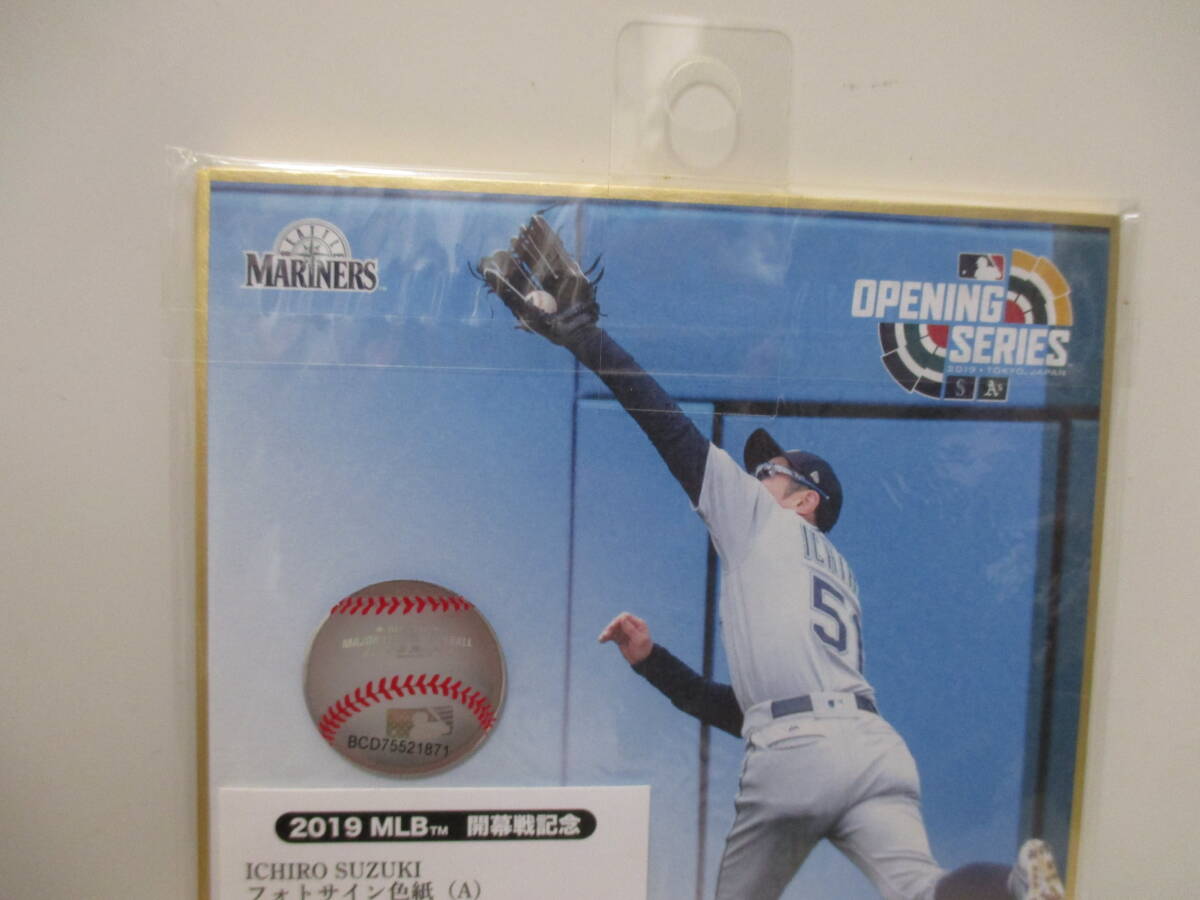 SEATTLE
MARINERS
OPENING
SERIES
2019 • TOKYO, JAPAN
S A's
51
BCD75521871
2019 MLB™ 開幕戦記念
ICHIRO SUZUKI
フォトサイン色紙（A）